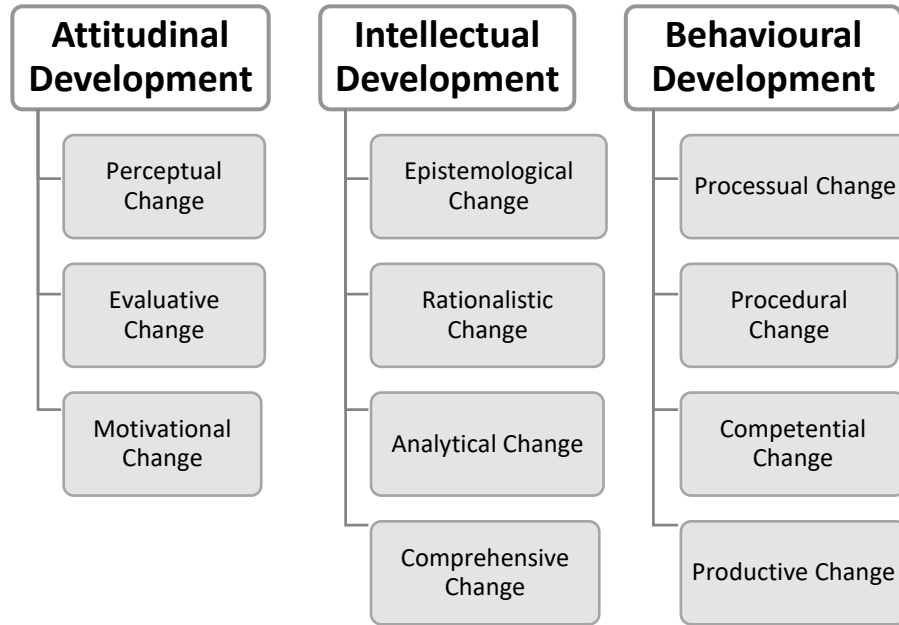 Attitudinal
Development
Perceptual
Change
Evaluative
Change
Motivational
Change
Intellectual
Development
Epistemological
Change
Rationalistic
Change
Analytical Change
Comprehensive
Change
Behavioural
Development
Processual Change
Procedural
Change
Competential
Change
Productive Change